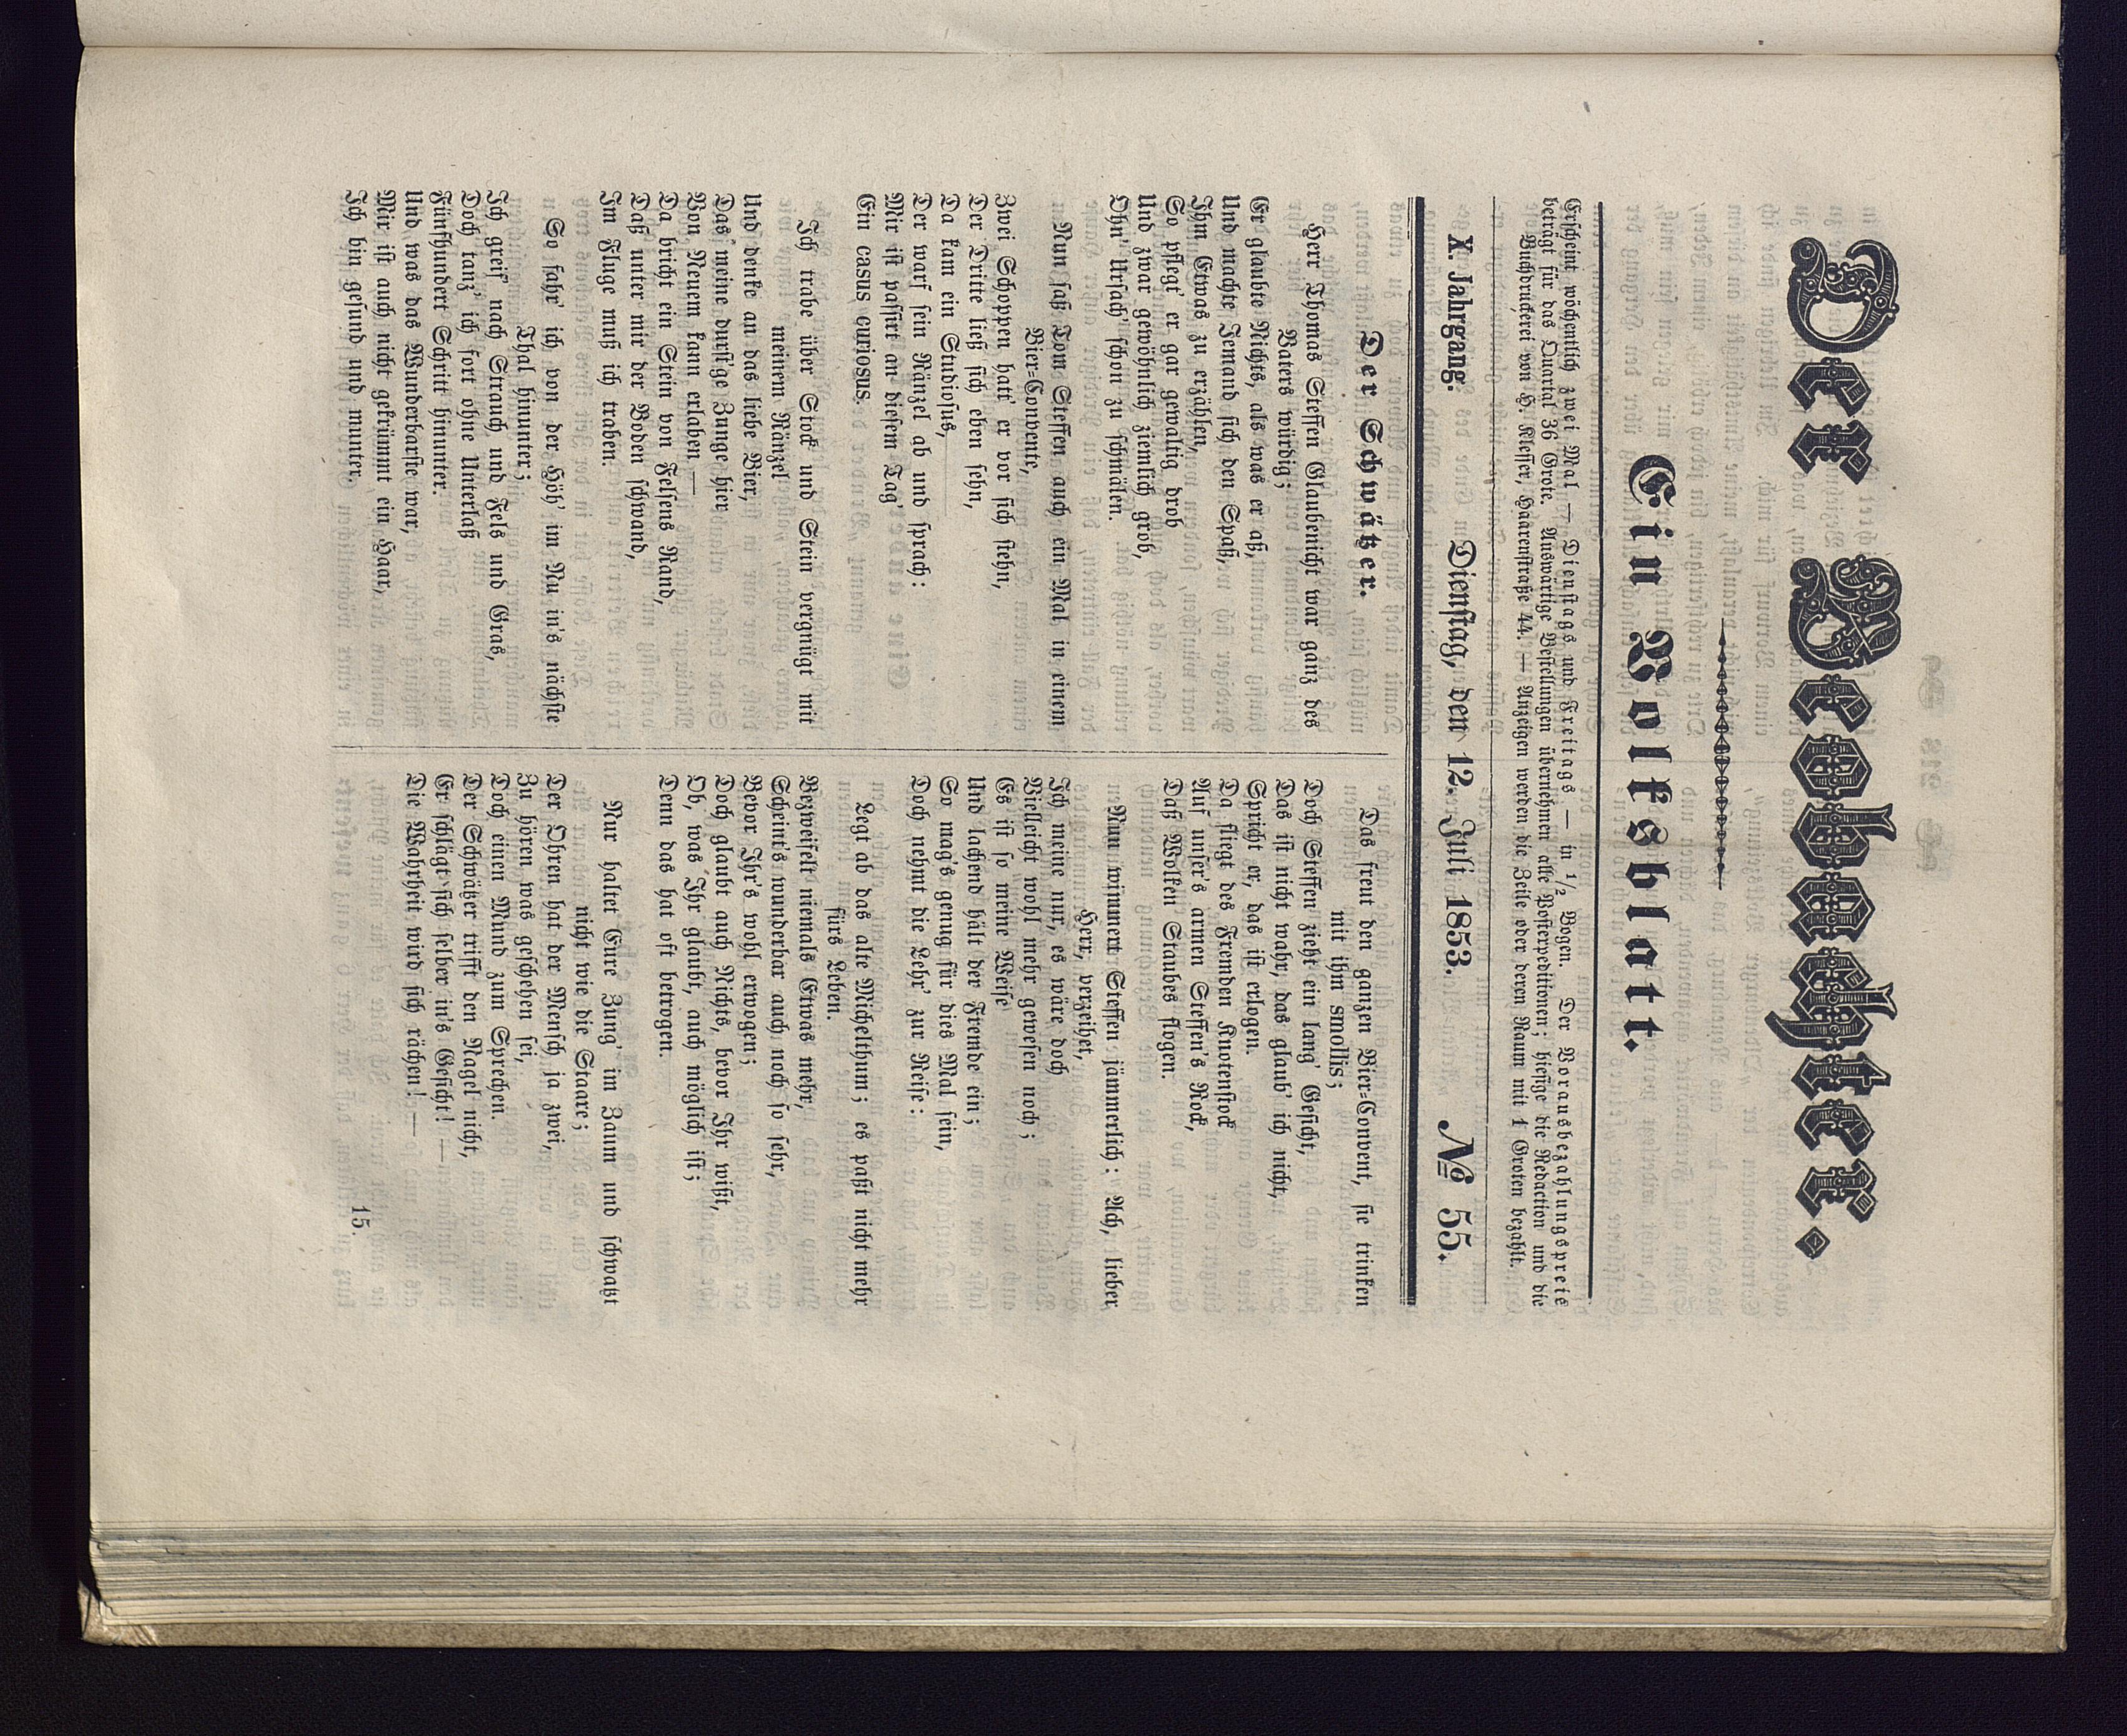 Der Beobachter.
Ein Volksblatt.
Erscheint wöchentlich zwei Mal — Dienstags und Freitags — in ½ Bogen. Der Vorausbezahlungspreis
beträgt für das Quartal 36 Grote. Auswärtige Bestellungen übernehmen alle Postexpeditionen; hiesige die Redaction und die
Buchdruckerei von H. Klesser, Haarenstraße 44. — Anzeigen werden die Zeile oder deren Raum mit 1 Groten bezahlt.
X. Jahrgang. Dienstag, den 12. Juli 1853. № 55.
Der Schwätzer.
Herr Thomas Steffen Glaubenicht war ganz des
Vaters würdig;
Er glaubte Nichts, als was er aß,
Und machte Jemand sich den Spaß,
Ihm Etwas zu erzählen,
So pflegt' er gar gewaltig drob
Und zwar gewöhnlich ziemlich grob,
Ohn' Ursach' schon zu schmälen.
Nun saß Tom Steffen auch ein Mal in einem
Bier-Convente,
Zwei Schoppen hatt' er vor sich stehn,
Der Dritte ließ sich eben sehn,
Da kam ein Studiosus,
Der warf sein Ränzel ab und sprach:
Mir ist passirt an diesem Tag'
Ein casus curiosus.
Ich trabe über Stock und Stein vergnügt mit
meinem Ränzel
Und denke an das liebe Bier,
Das meine durst'ge Zunge hier
Von Neuem kann erlaben —
Da bricht ein Stein von Felsens Rand,
Daß unter mir der Boden schwand,
Im Fluge muß ich traben.
So fahr' ich von der Höh' im Nu in's nächste
Thal hinunter;
Ich greif' nach Strauch und Fels und Gras,
Doch tanz' ich fort ohne Unterlaß
Fünfhundert Schritt hinunter.
Und was das Wunderbarste war,
Mir ist auch nicht gekrümmt ein Haar,
Ich bin gesund und munter.
Das freut den ganzen Bier-Convent, sie trinken
mit ihm smollis;
Doch Steffen zieht ein lang' Gesicht,
Das ist nicht wahr, das glaub' ich nicht,
Spricht er, das ist erlogen.
Da fliegt des Fremden Knotenstock
Auf unser's armen Steffen's Rock,
Daß Wolken Staubes flogen.
Nun wimmert Steffen jämmerlich: Ach, lieber
Herr, verzeihet,
Ich meine nur, es wäre doch
Vielleicht wohl mehr gewesen noch;
Es ist so meine Weise,
Und lachend hält der Fremde ein;
So mag's genug für dies Mal sein,
Doch nehmt die Lehr' zur Reise:
Legt ab das alte Michelthum; es paßt nicht mehr
fürs Leben.
Bezweifelt niemals Etwas mehr,
Scheint's wunderbar auch noch so sehr,
Bevor Ihr's wohl erwogen;
Doch glaubt auch Nichts, bevor Ihr wißt,
Ob, was Ihr glaubt, auch möglich ist;
Denn das hat oft betrogen.
Nur haltet Eure Zung' im Zaum und schwatzt
nicht wie die Staare;
Der Ohren hat der Mensch ja zwei,
Zu hören was geschehen sei,
Doch einen Mund zum Sprechen.
Der Schwätzer trifft den Nagel nicht,
Er schlägt sich selber in's Gesicht! —
Die Wahrheit wird sich rächen! —
15.